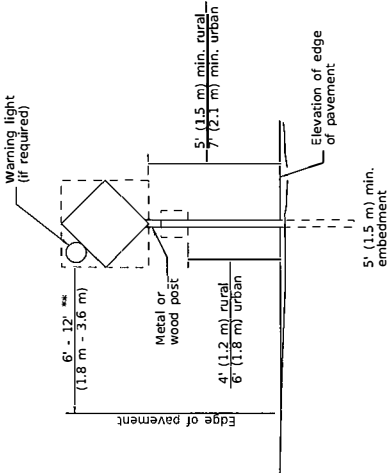 Warning light
(if required)
6' - 12' **
(1.8 m - 3.6 m)
5' (1.5 m) min. rural
7' (2.1 m) min. urban
Metal or
wood post
4' (1.2 m) rural
6' (1.8 m) urban
Edge of pavement
Elevation of edge
of pavement
5' (1.5 m) min.
embedment